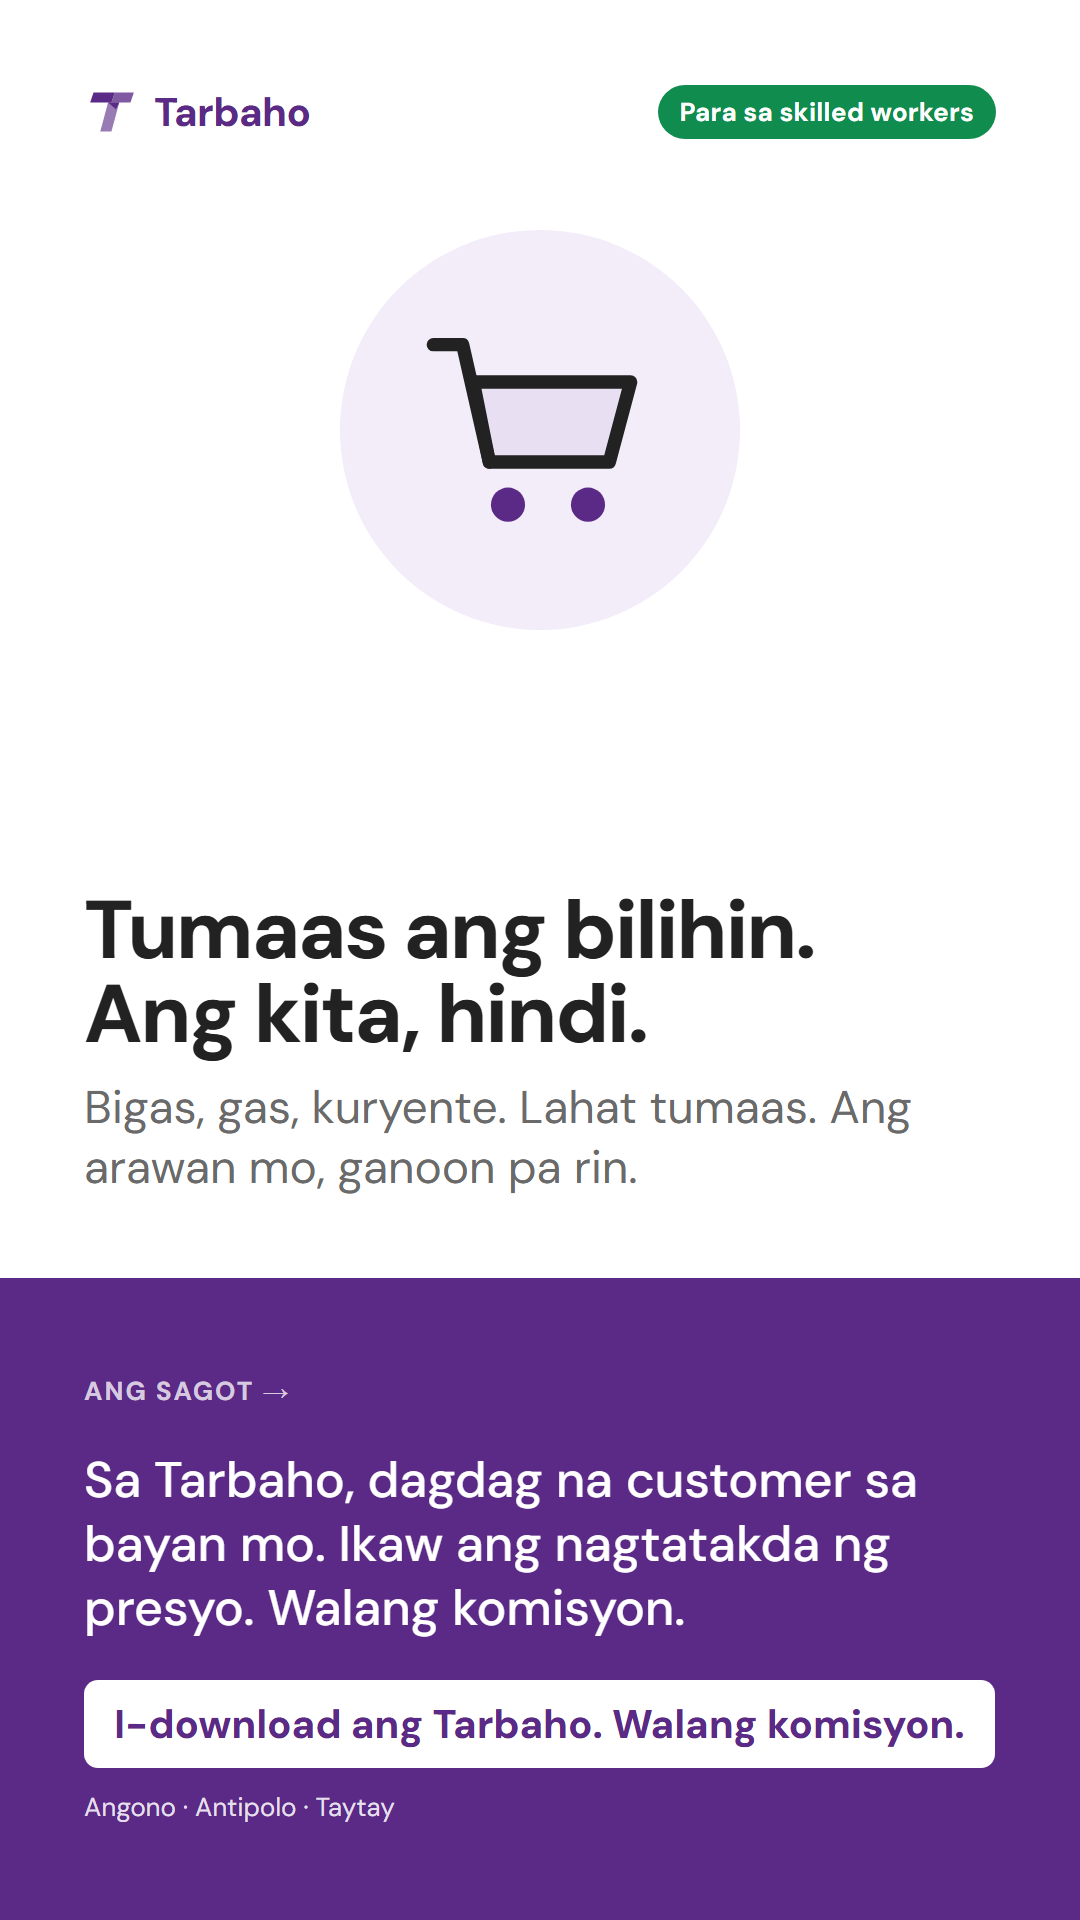 Tarbaho
Para sa skilled workers
Tumaas ang bilihin.
Ang kita, hindi.
Bigas, gas, kuryente. Lahat tumaas. Ang
arawan mo, ganoon pa rin.
ANG SAGOT →
Sa Tarbaho, dagdag na customer sa
bayan mo. Ikaw ang nagtatakda ng
presyo. Walang komisyon.
I-download ang Tarbaho. Walang komisyon.
Angono · Antipolo · Taytay